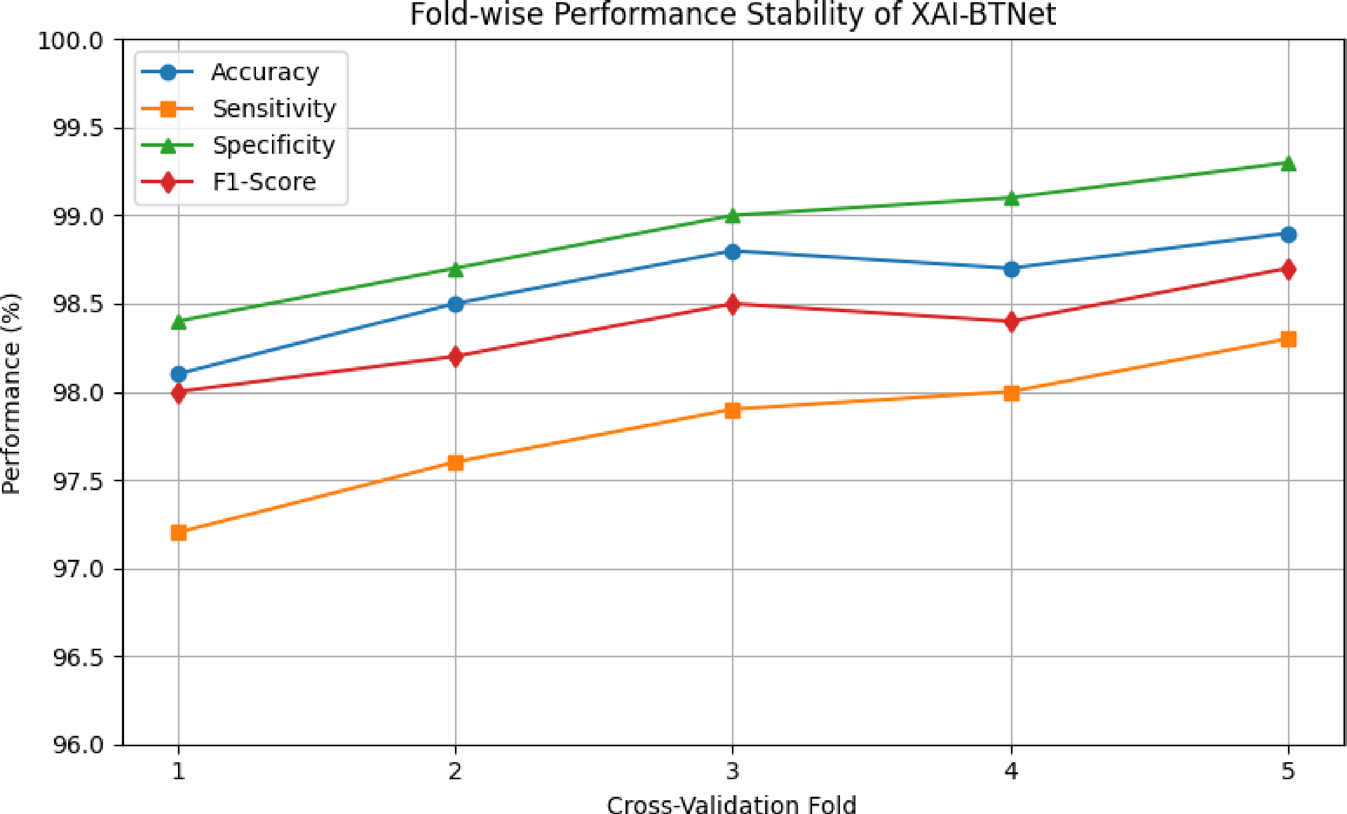 Fold-wise Performance Stability of XAI-BTNet
100.0
99.5
99.0
98.5
98.0
97.5
97.0
96.5
96.0
Performance (%)
Accuracy
Sensitivity
Specificity
F1-Score
1 2 3 4 5
Cross-Validation Fold